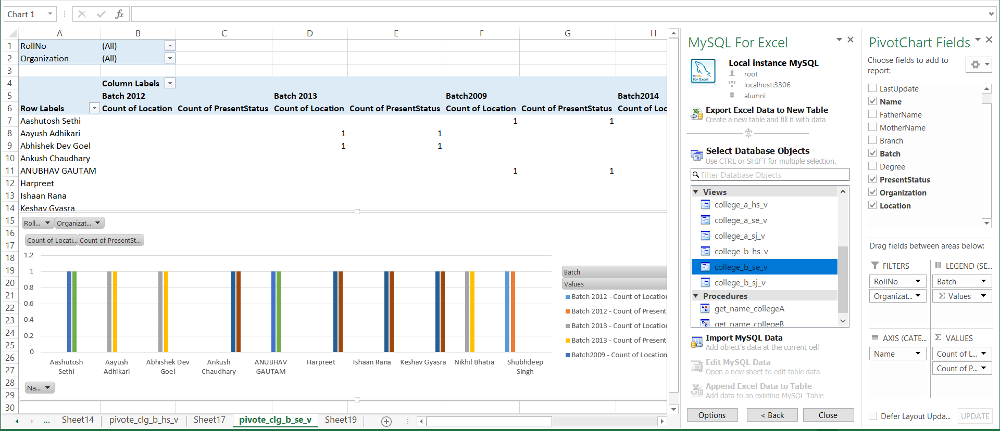 Chart 1
fx
A B C D E F G H
1 RollNo (All)
2 Organization (All)
3
4 Column Labels
5 Batch 2012 Batch 2013 Batch2009 Batch2014
6 Row Labels Count of Location Count of PresentStatus Count of Location Count of PresentStatus Count of Location Count of PresentStatus Count of Loc
7 Aashutosh Sethi 1 1
8 Aayush Adhikari 1 1
9 Abhishek Dev Goel 1 1
10 Ankush Chaudhary
11 ANUBHAV GAUTAM 1 1
12 Harpreet
13 Ishaan Rana
14 Keshav Gyasra
15
16
17
18
19
20
21
22
23
24
25
26
27
28
29
30
Roll... Organizat...
Count of Locati... Count of PresentSt...
1.2
1
0.8
0.6
0.4
0.2
0
Aashutosh Sethi
Aayush Adhikari
Abhishek Dev Goel
Ankush Chaudhary
ANUBHAV GAUTAM
Harpreet
Ishaan Rana
Keshav Gyasra
Nikhil Bhatia
Shubhdeep Singh
Batch
Values
Batch 2012 - Count of Location
Batch 2012 - Count of Present
Batch 2013 - Count of Location
Batch 2013 - Count of Present
Batch2009 - Count of Location
Na...
... Sheet14 pivote_clg_b_hs_v Sheet17 pivote_clg_b_se_v Sheet19
MySQL For Excel
MySQL for Excel
Local instance MySQL
root
localhost:3306
alumni
Export Excel Data to New Table
Create a new table and fill it with data
Select Database Objects
Use CTRL or SHIFT for multiple selection.
Filter Database Objects
Views
college_a_hs_v
college_a_se_v
college_a_sj_v
college_b_hs_v
college_b_se_v
college_b_sj_v
Procedures
get_name_collegeA
get_name_collegeB
Import MySQL Data
Add object's data at the current cell
Edit MySQL Data
Open a new sheet to edit table data
Append Excel Data to Table
Add data to an existing MySQL Table
Options < Back Close
PivotChart Fields
Choose fields to add to
report:
LastUpdate
Name
FatherName
MotherName
Branch
Batch
Degree
PresentStatus
Organization
Location
Drag fields between areas below:
FILTERS
RollNo
Organizat...
LEGEND (SE...
Batch
Σ Values
AXIS (CATE...
Name
Σ VALUES
Count of L...
Count of P...
Defer Layout Upda... UPDATE